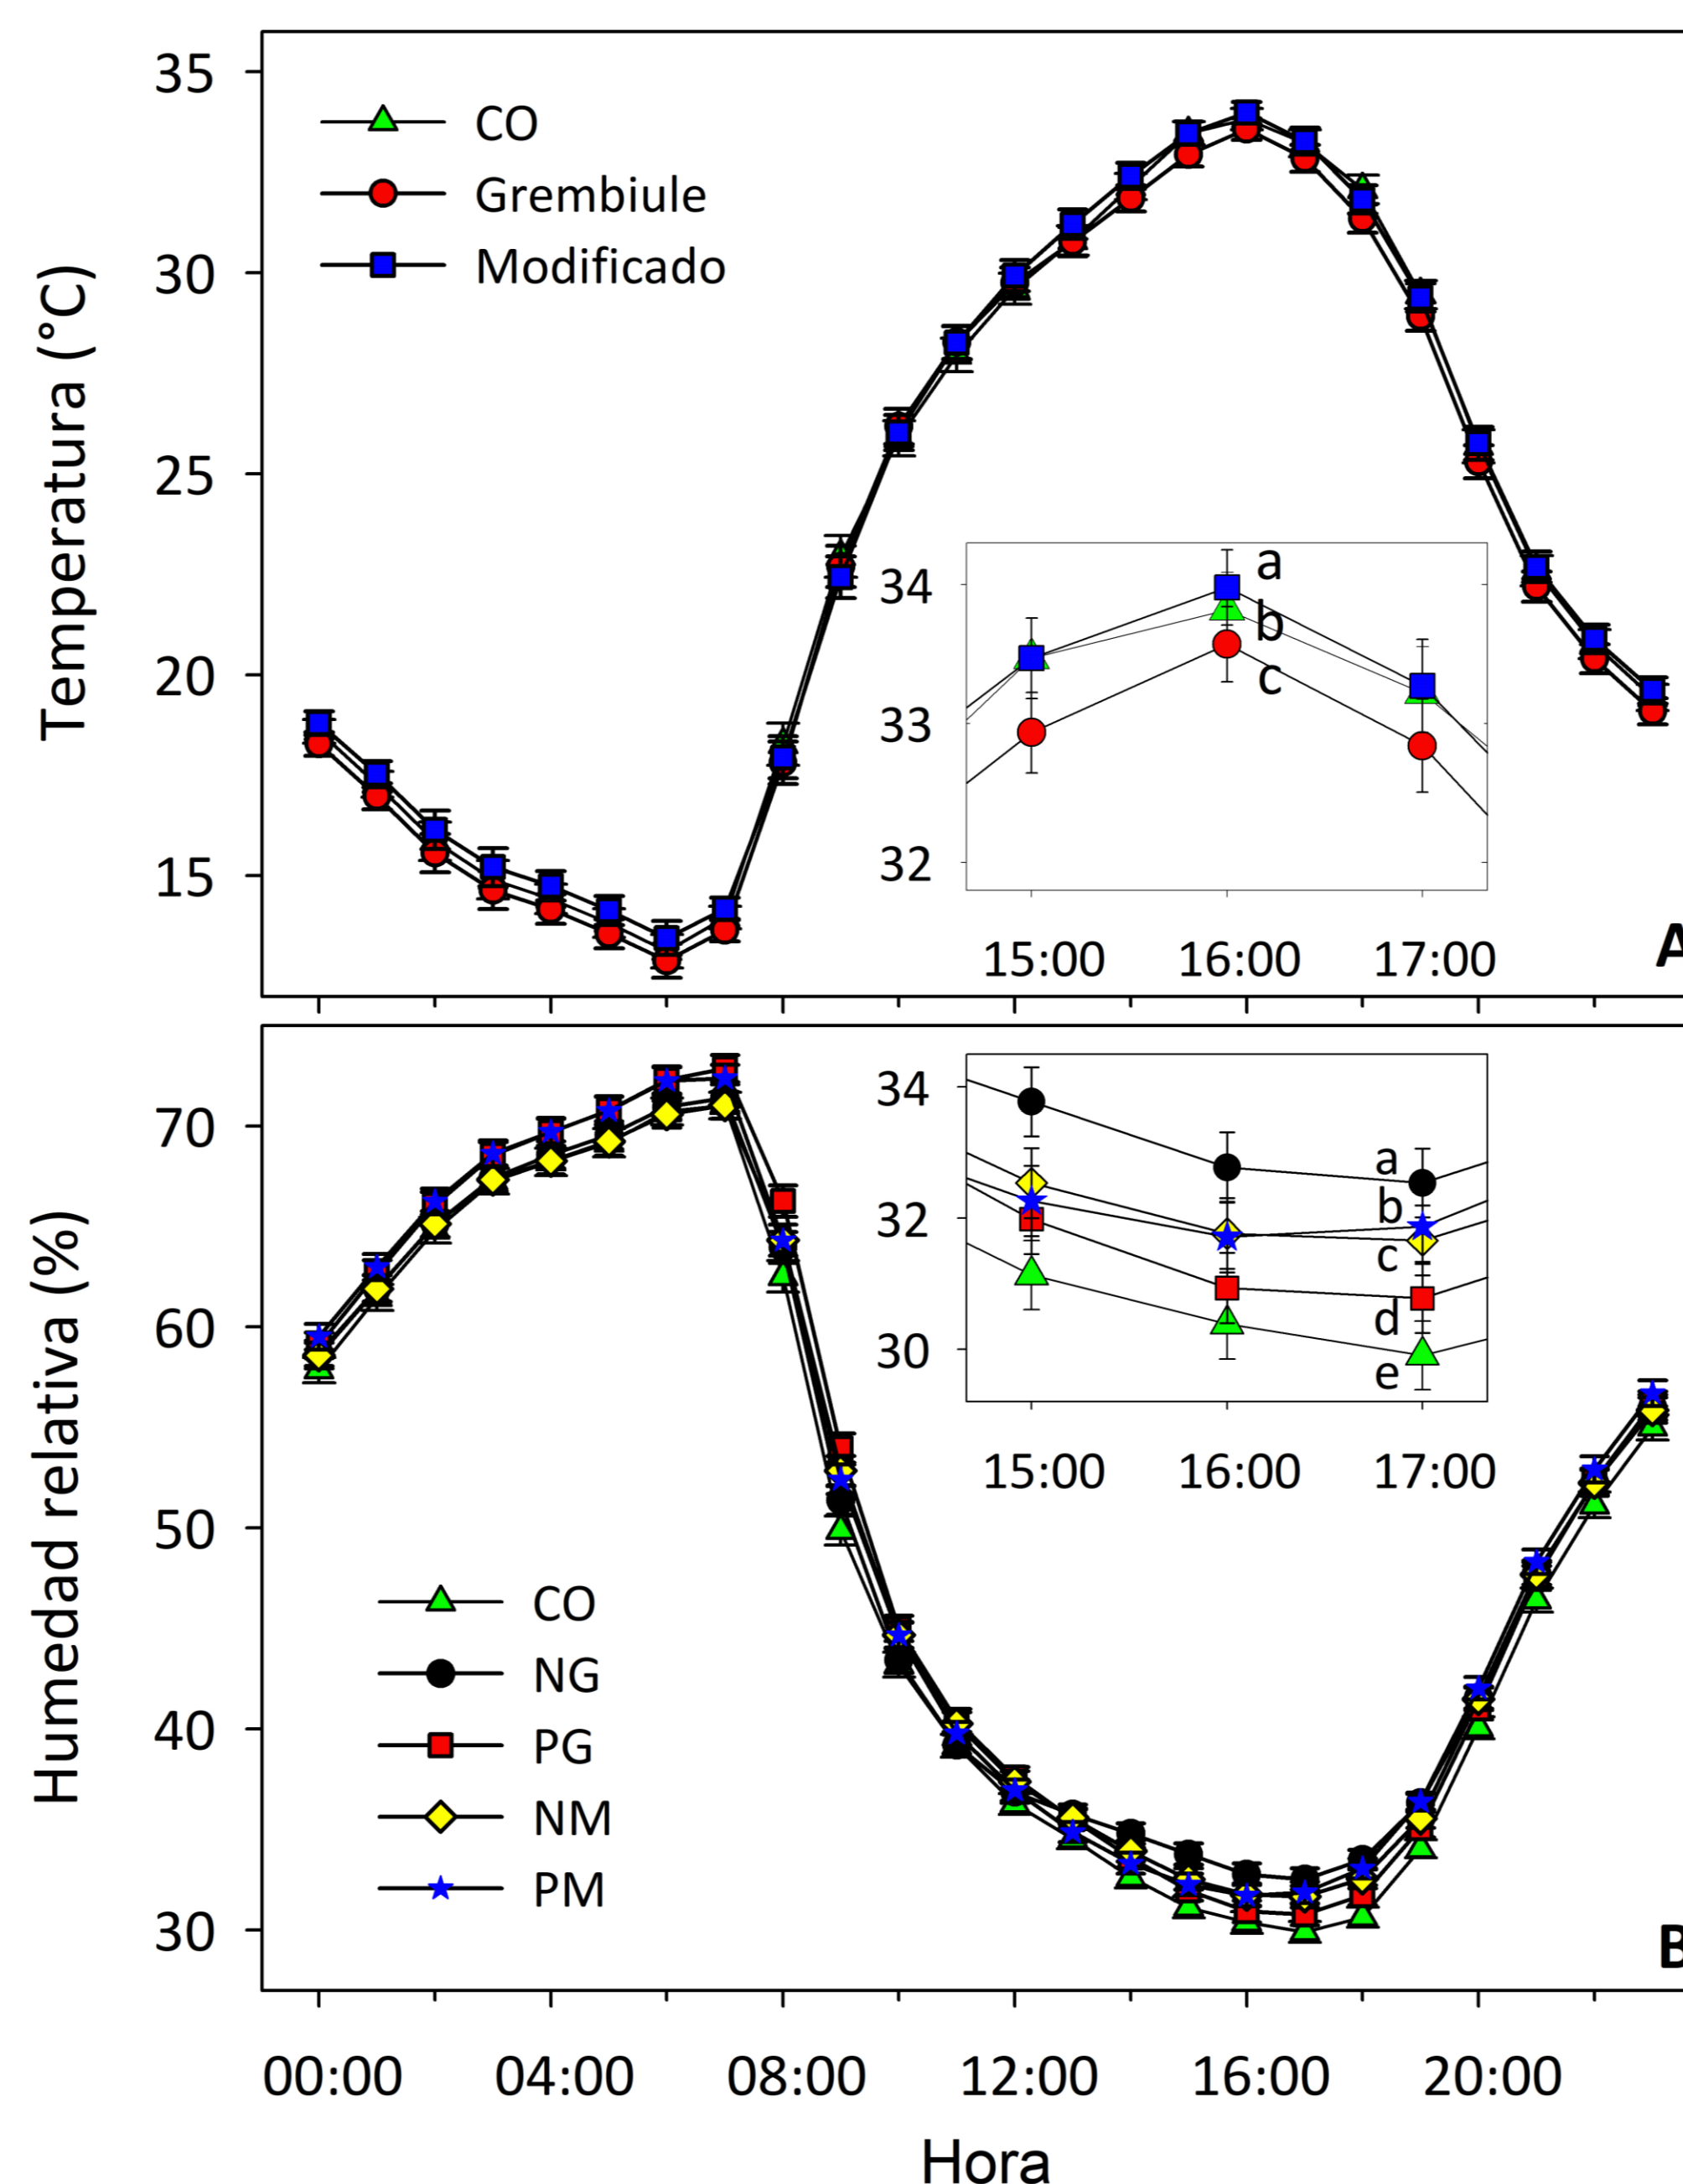 35
30
25
20
15
Temperatura (°C)
CO
Grembiule
Modificado
34
33
32
a
b
c
15:00 16:00 17:00
A
70
60
50
40
30
Humedad relativa (%)
34
32
30
a
b
c
d
e
15:00 16:00 17:00
CO
NG
PG
NM
PM
B
00:00 04:00 08:00 12:00 16:00 20:00
Hora